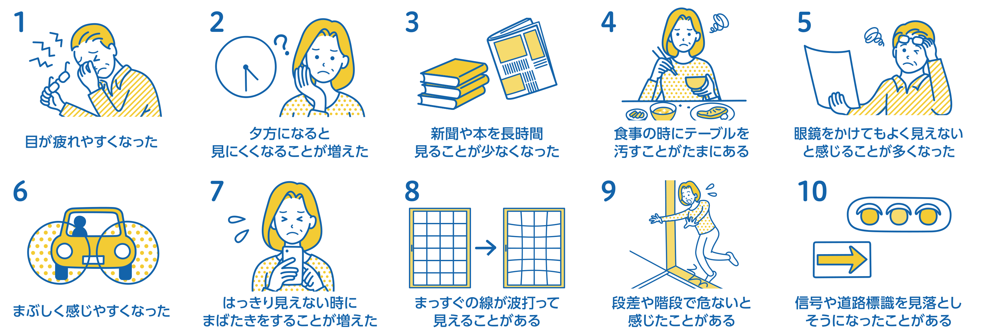 1
目が疲れやすくなった
2
夕方になると
見にくくなることが増えた
3
新聞や本を長時間
見ることが少なくなった
4
食事の時にテーブルを
汚すことがたまにある
5
眼鏡をかけてもよく見えない
と感じることが多くなった
6
まぶしく感じやすくなった
7
はっきり見えない時に
まばたきをすることが増えた
8
まっすぐの線が波打って
見えることがある
9
段差や階段で危ないと
感じたことがある
10
信号や道路標識を見落とし
そうになったことがある